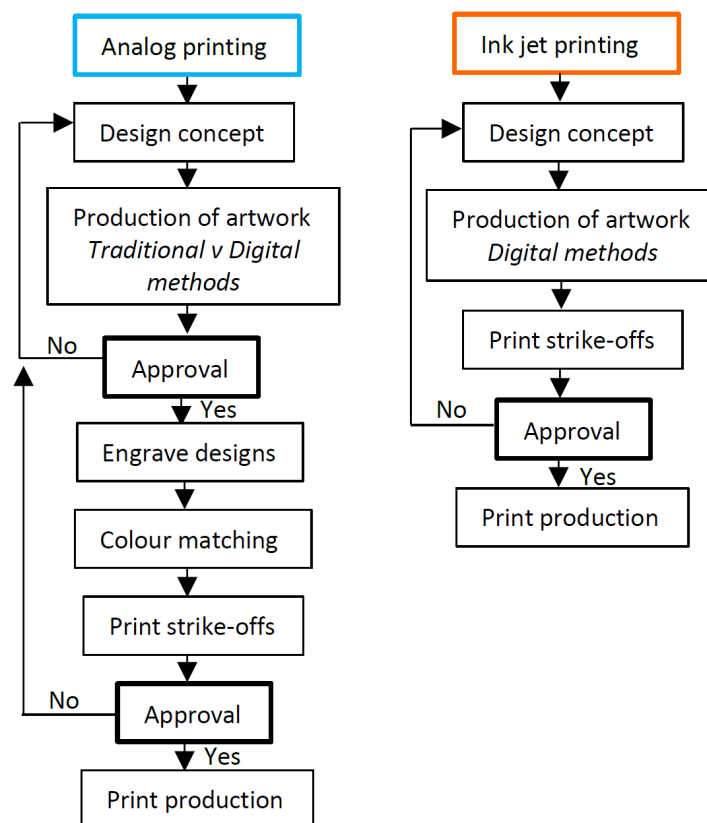 Analog printing
Design concept
Production of artwork
Traditional v Digital
methods
No
Approval
Yes
Engrave designs
Colour matching
Print strike-offs
No
Approval
Yes
Print production
Ink jet printing
Design concept
Production of artwork
Digital methods
Print strike-offs
No
Approval
Yes
Print production